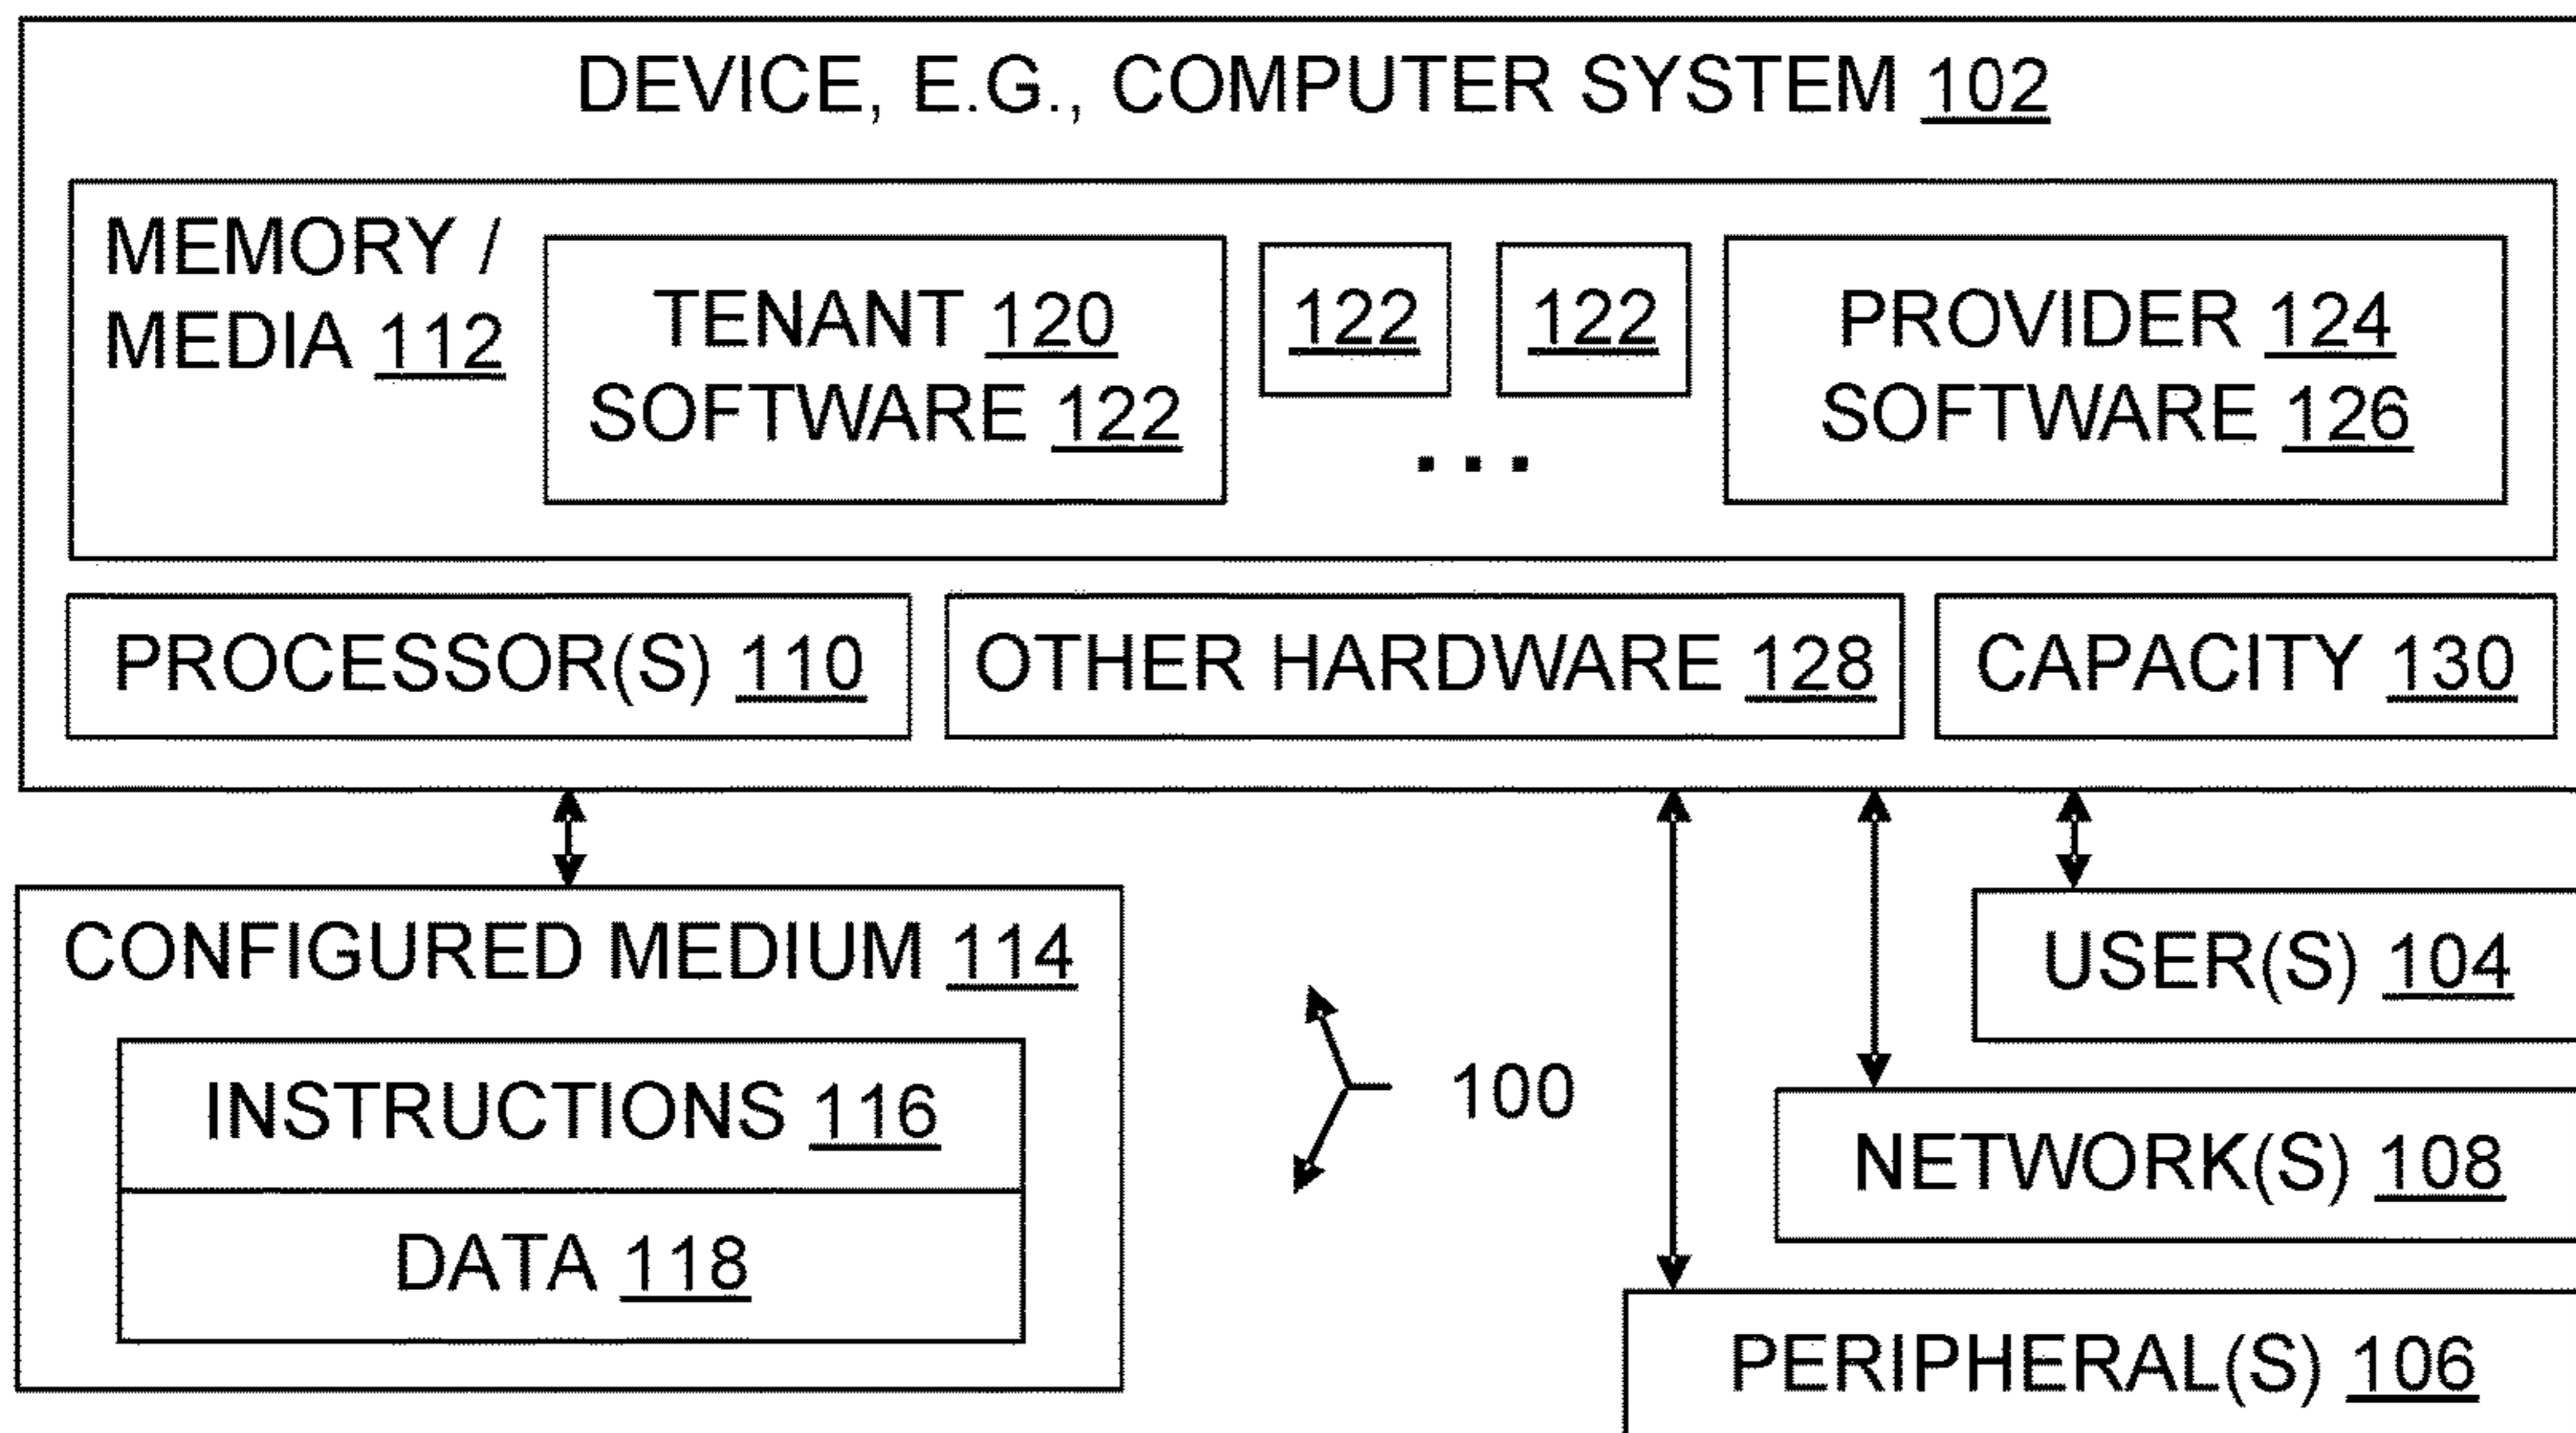 DEVICE, E.G., COMPUTER SYSTEM 102
MEMORY /
MEDIA 112
TENANT 120
SOFTWARE 122
122
122
...
PROVIDER 124
SOFTWARE 126
PROCESSOR(S) 110
OTHER HARDWARE 128
CAPACITY 130
CONFIGURED MEDIUM 114
INSTRUCTIONS 116
DATA 118
100
USER(S) 104
NETWORK(S) 108
PERIPHERAL(S) 106